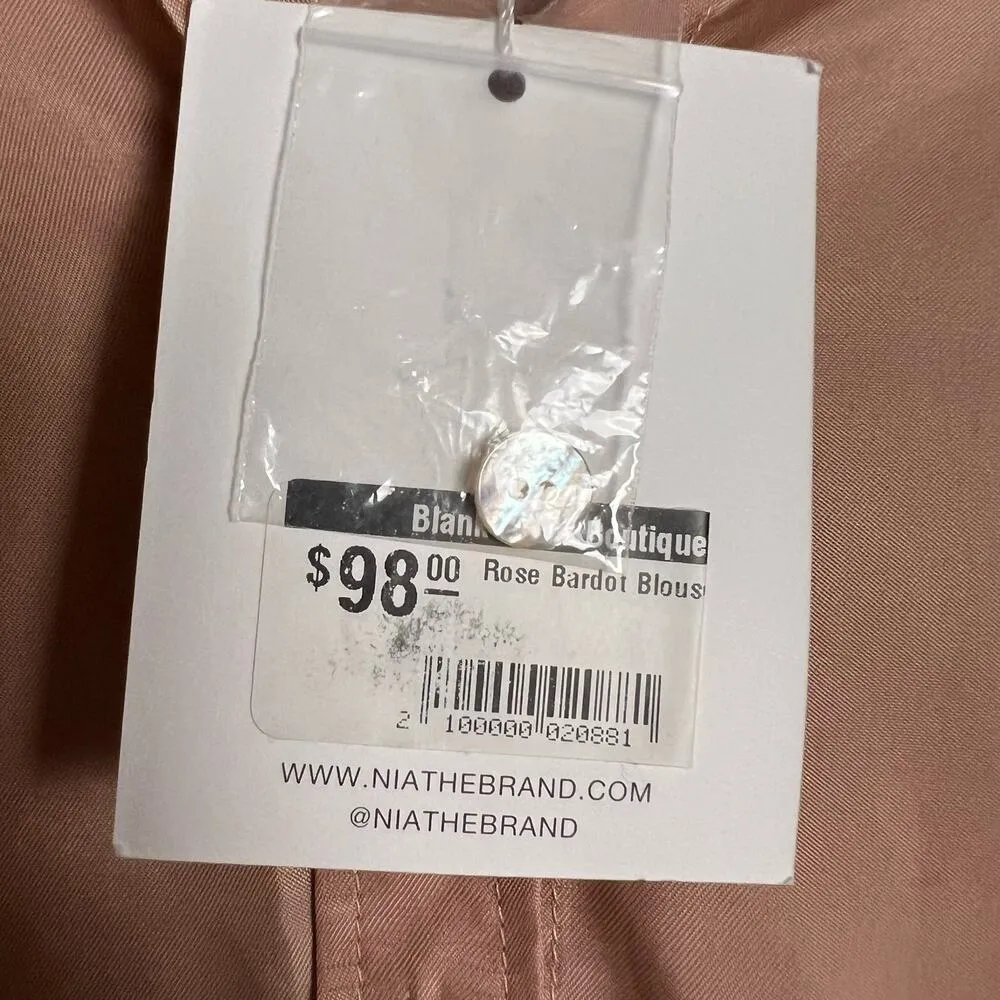 Boutique
$98.00 Rose Bardot Blous
2 100000 020881
WWW.NIATHEBRAND.COM
@NIATHEBRAND